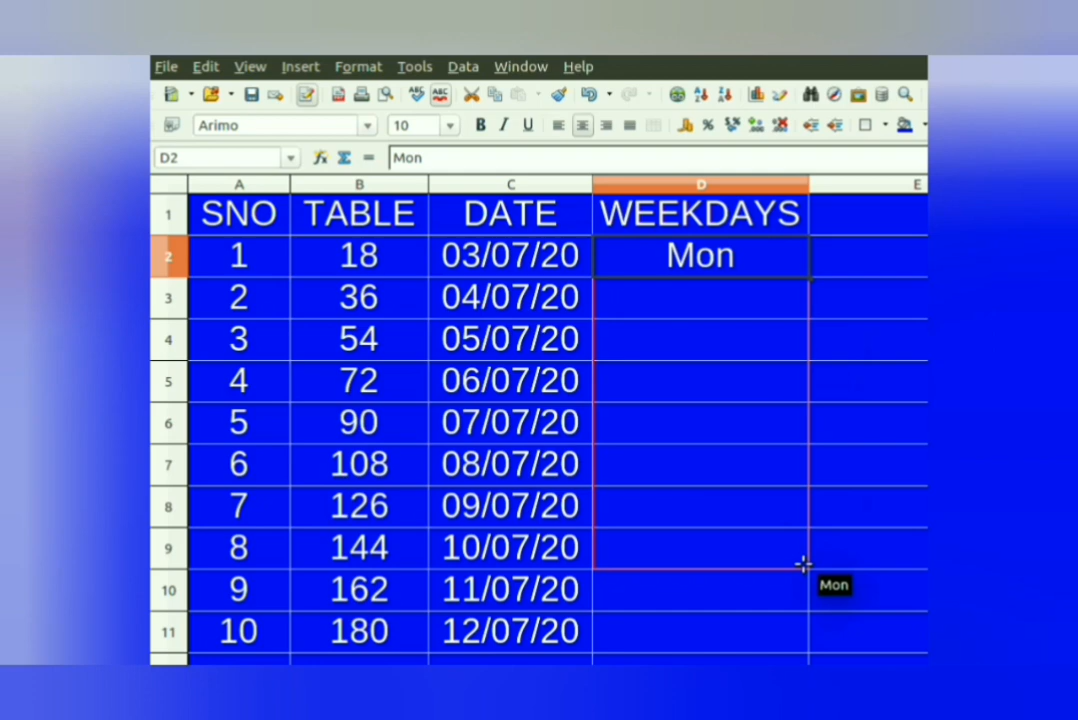 File Edit View Insert Format Tools Data Window Help
Arimo 10 B I U
D2 = Mon
A B C D E
1 SNO TABLE DATE WEEKDAYS
2 1 18 03/07/20 Mon
3 2 36 04/07/20
4 3 54 05/07/20
5 4 72 06/07/20
6 5 90 07/07/20
7 6 108 08/07/20
8 7 126 09/07/20
9 8 144 10/07/20
Mon
10 9 162 11/07/20
11 10 180 12/07/20